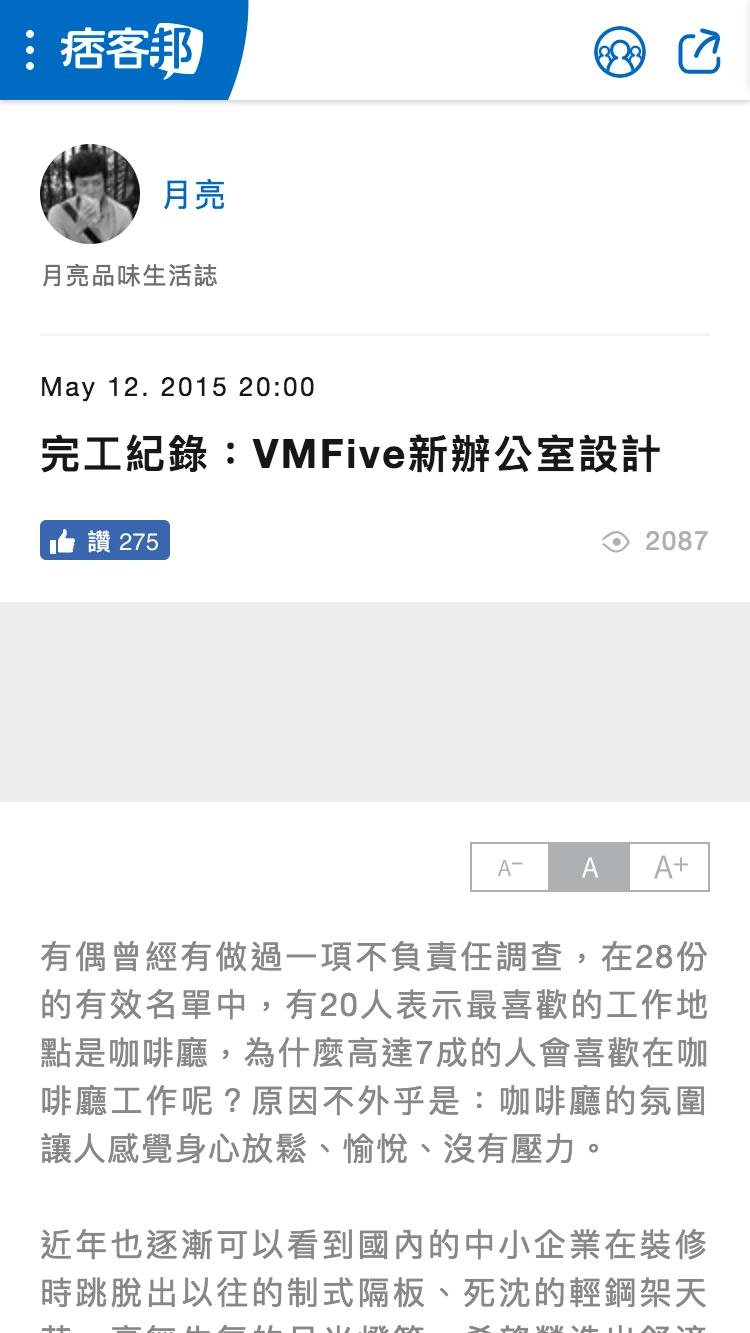 痞客邦
月亮
月亮品味生活誌
May 12. 2015 20:00
完工紀錄：VMFive新辦公室設計
讚 275
2087
A− A A+
有偶曾經有做過一項不負責任調查，在28份
的有效名單中，有20人表示最喜歡的工作地
點是咖啡廳，為什麼高達7成的人會喜歡在咖
啡廳工作呢？原因不外乎是：咖啡廳的氛圍
讓人感覺身心放鬆、愉悅、沒有壓力。
近年也逐漸可以看到國內的中小企業在裝修
時跳脫出以往的制式隔板、死沈的輕鋼架天